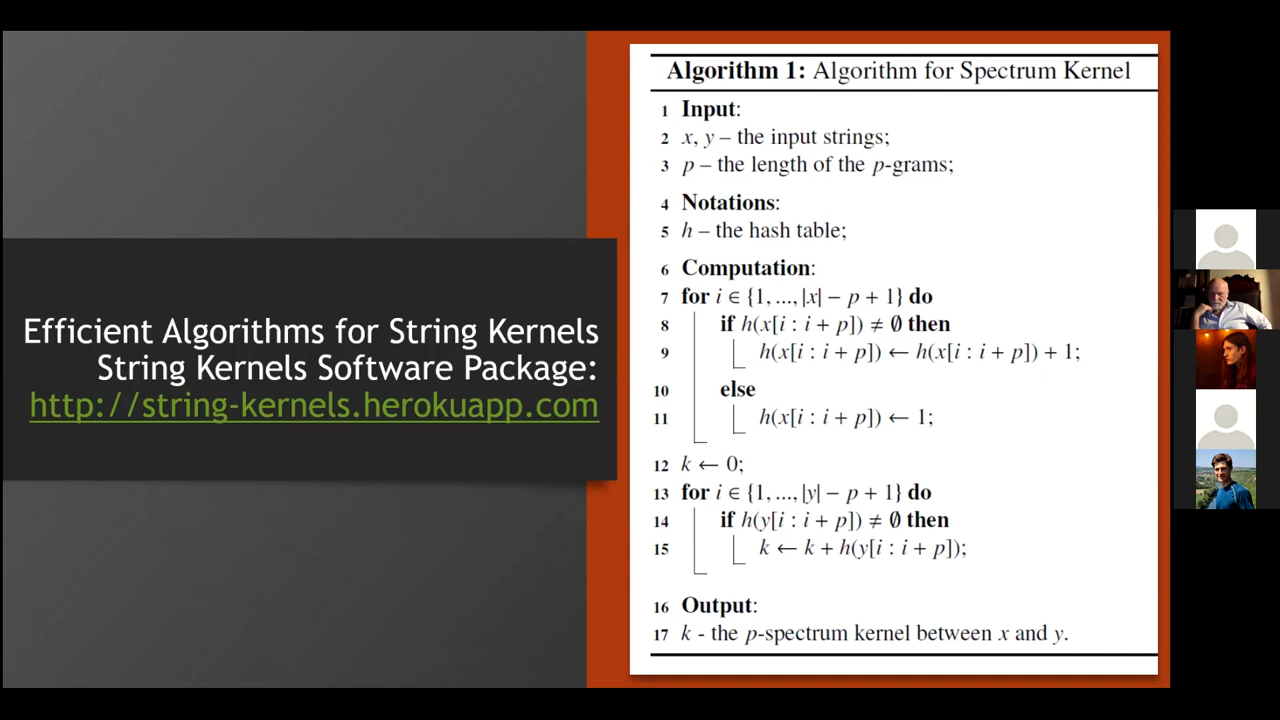 Efficient Algorithms for String Kernels
String Kernels Software Package:
http://string-kernels.herokuapp.com
Algorithm 1: Algorithm for Spectrum Kernel
1 Input:
2 x, y – the input strings;
3 p – the length of the p-grams;
4 Notations:
5 h – the hash table;
6 Computation:
7 for i ∈ {1, ..., |x| − p + 1} do
8 if h(x[i : i + p]) ≠ ∅ then
9 h(x[i : i + p]) ← h(x[i : i + p]) + 1;
10 else
11 h(x[i : i + p]) ← 1;
12 k ← 0;
13 for i ∈ {1, ..., |y| − p + 1} do
14 if h(y[i : i + p]) ≠ ∅ then
15 k ← k + h(y[i : i + p]);
16 Output:
17 k - the p-spectrum kernel between x and y.